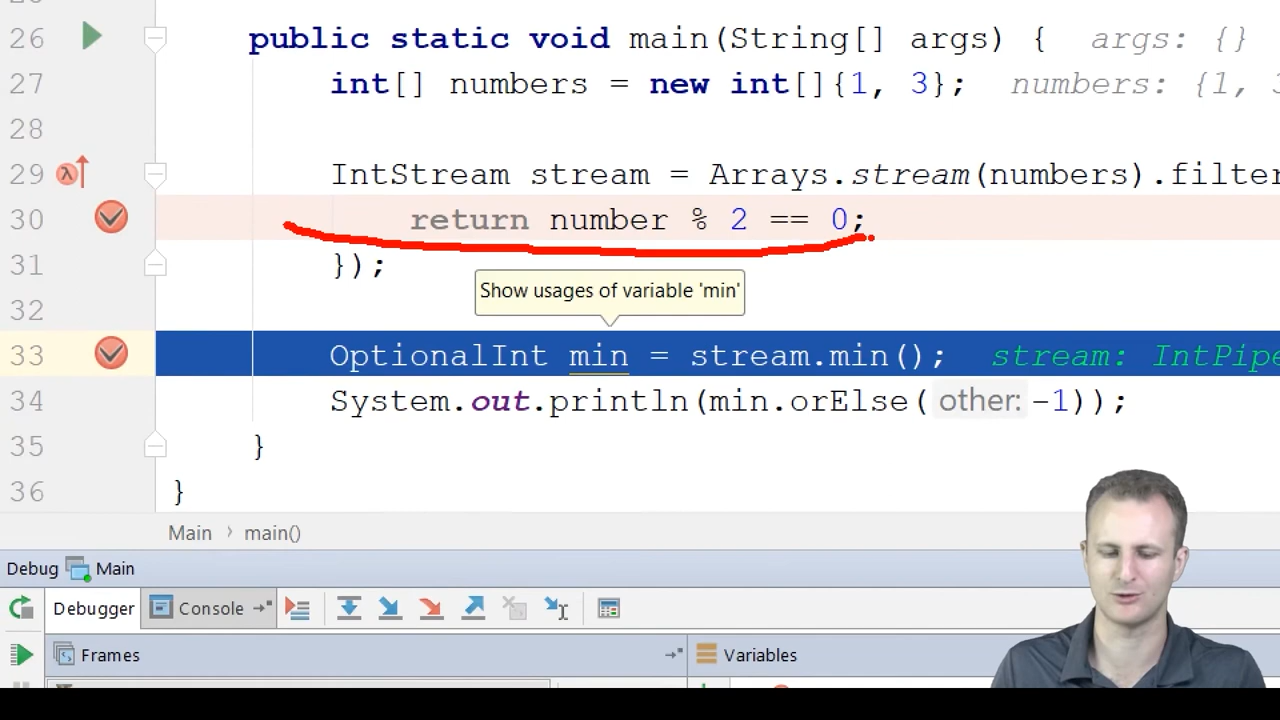 26 public static void main(String[] args) { args: {}
27 int[] numbers = new int[]{1, 3}; numbers: {1, 3
28
29 λ IntStream stream = Arrays.stream(numbers).filter
30 return number % 2 == 0;
31 });
Show usages of variable 'min'
32
33 OptionalInt min = stream.min(); stream: IntPipe
34 System.out.println(min.orElse( other: -1));
35 }
36 }
Main › main()
Debug Main
Debugger Console
Frames Variables